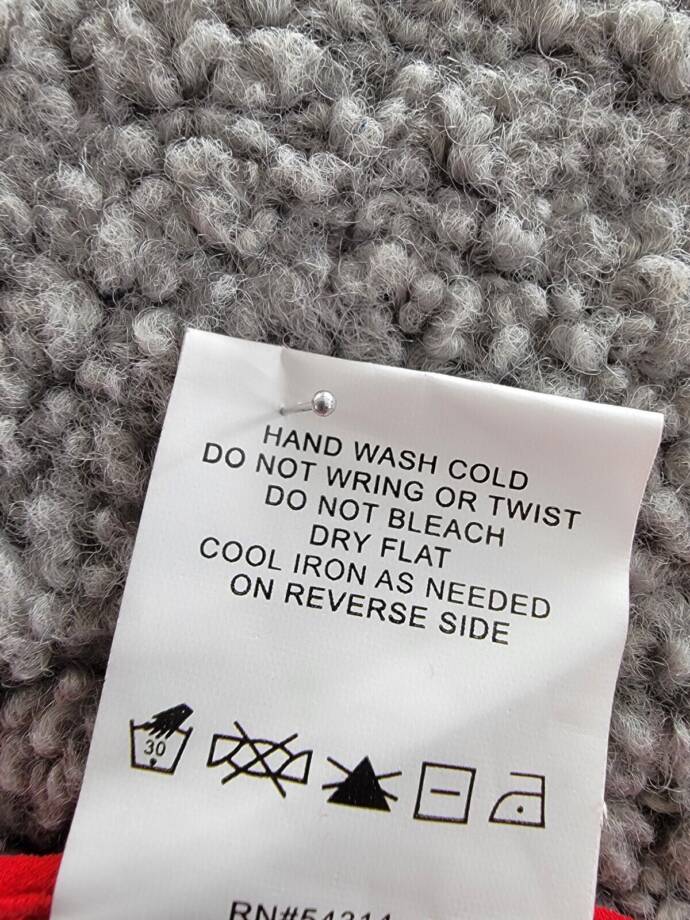 HAND WASH COLD
DO NOT WRING OR TWIST
DO NOT BLEACH
DRY FLAT
COOL IRON AS NEEDED
ON REVERSE SIDE
30